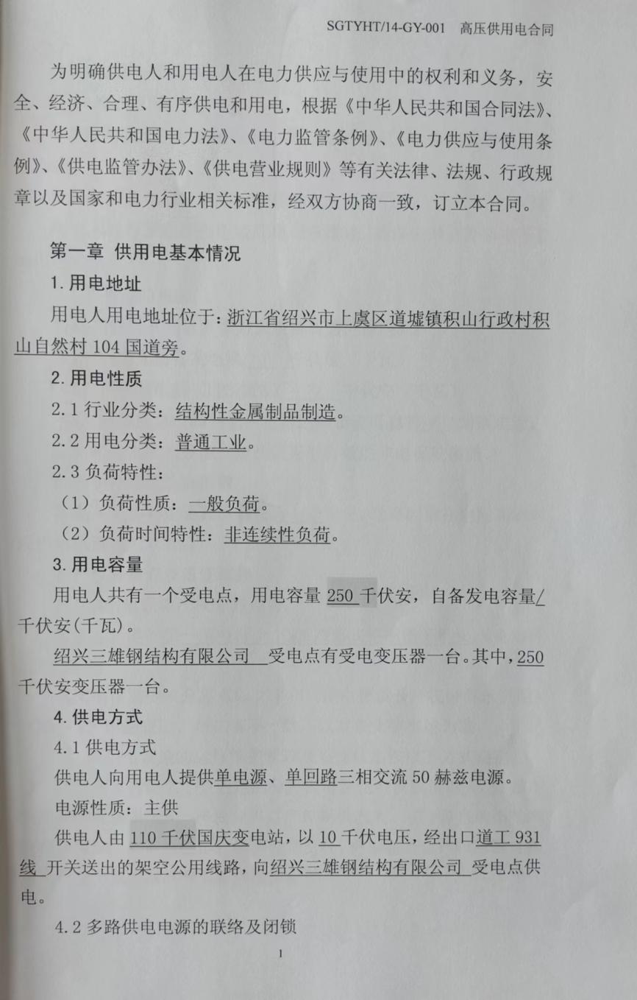 SGTYHT/14-GY-001 高压供用电合同
为明确供电人和用电人在电力供应与使用中的权利和义务，安
全、经济、合理、有序供电和用电，根据《中华人民共和国合同法》、
《中华人民共和国电力法》、《电力监管条例》、《电力供应与使用条
例》、《供电监管办法》、《供电营业规则》等有关法律、法规、行政规
章以及国家和电力行业相关标准，经双方协商一致，订立本合同。
第一章 供用电基本情况
1.用电地址
用电人用电地址位于：浙江省绍兴市上虞区道墟镇积山行政村积
山自然村 104 国道旁。
2.用电性质
2.1 行业分类：结构性金属制品制造。
2.2 用电分类：普通工业。
2.3 负荷特性：
（1）负荷性质：一般负荷。
（2）负荷时间特性：非连续性负荷。
3.用电容量
用电人共有一个受电点，用电容量 250 千伏安，自备发电容量/
千伏安(千瓦)。
绍兴三雄钢结构有限公司 受电点有受电变压器一台。其中，250
千伏安变压器一台。
4.供电方式
4.1 供电方式
供电人向用电人提供单电源、单回路三相交流 50 赫兹电源。
电源性质：主供
供电人由 110 千伏国庆变电站，以 10 千伏电压，经出口道工 931
线 开关送出的架空公用线路，向绍兴三雄钢结构有限公司 受电点供
电。
4.2 多路供电电源的联络及闭锁
1